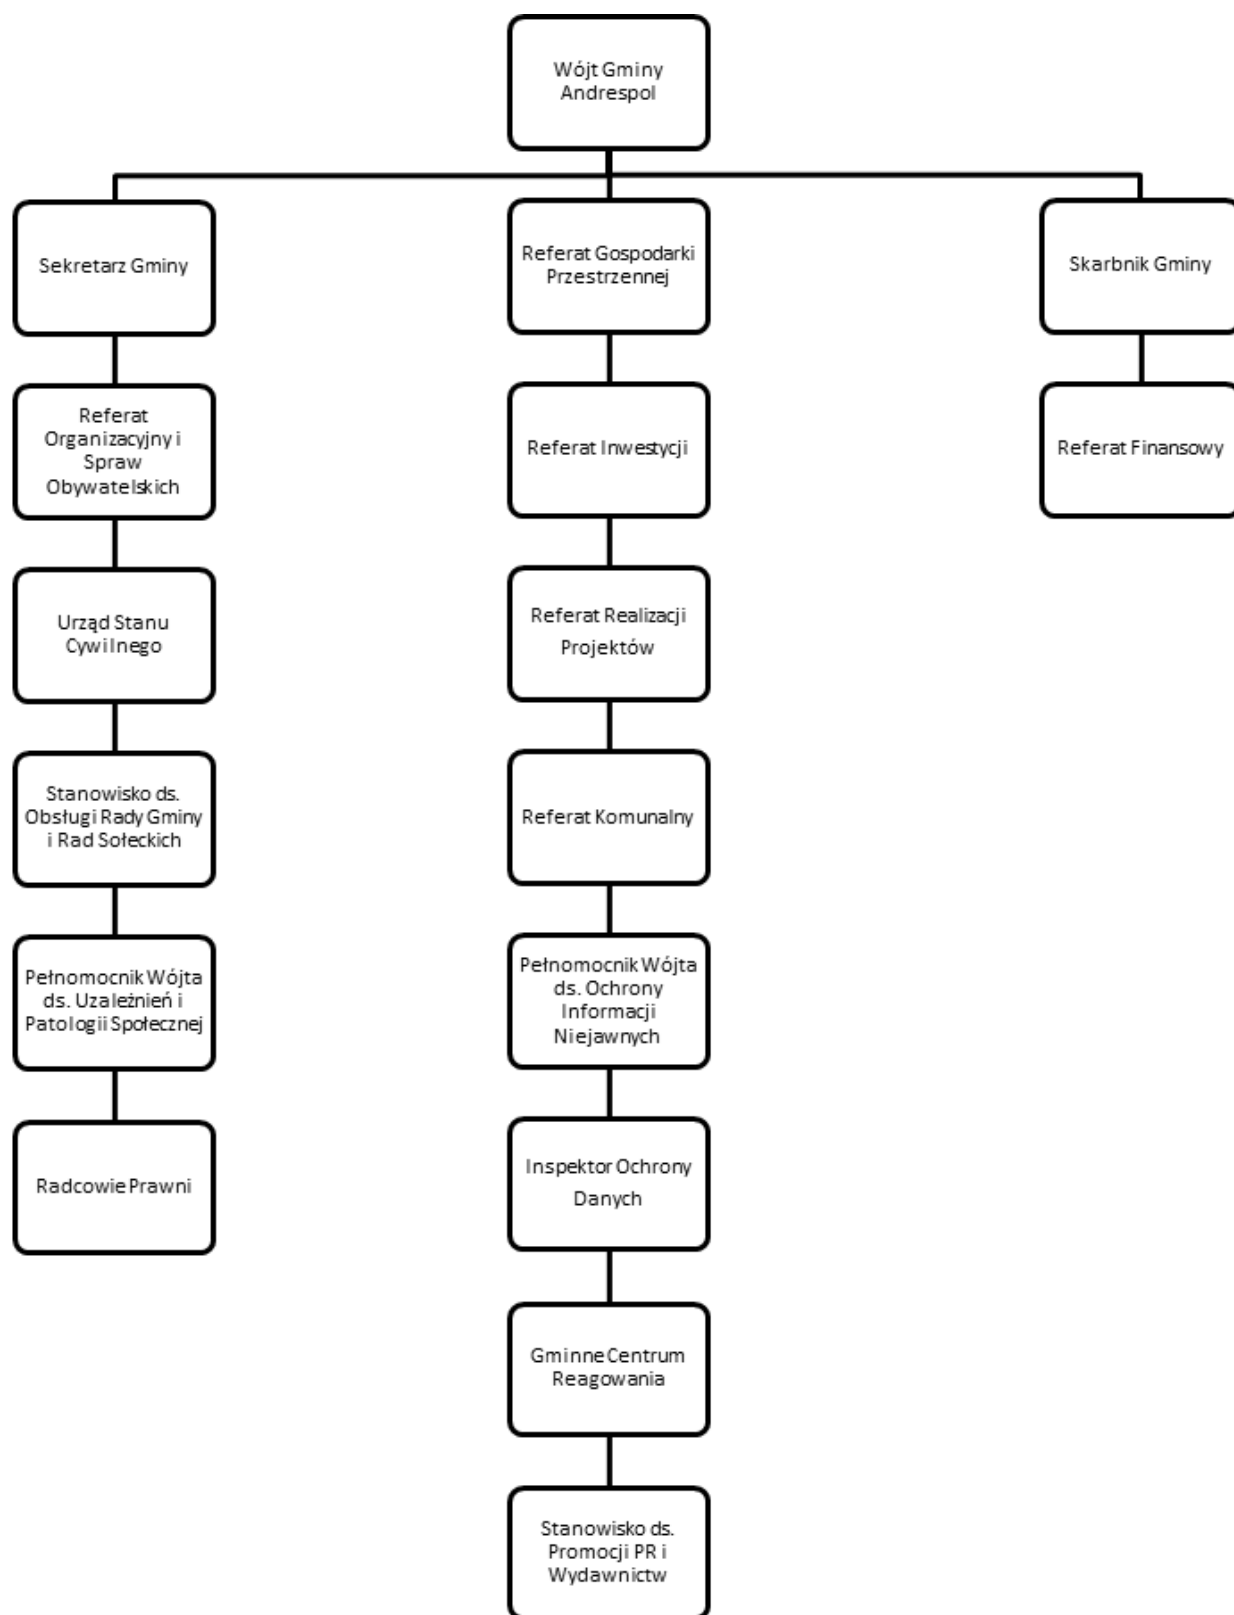 Wójt Gminy
Andrespol
Sekretarz Gminy
Referat Gospodarki
Przestrzennej
Skarbnik Gminy
Referat
Organizacyjny i
Spraw
Obywatelskich
Referat Inwestycji
Referat Finansowy
Urząd Stanu
Cywilnego
Referat Realizacji
Projektów
Stanowisko ds.
Obsługi Rady Gminy
i Rad Sołeckich
Referat Komunalny
Pełnomocnik Wójta
ds. Uzależnień i
Patologii Społecznej
Pełnomocnik Wójta
ds. Ochrony
Informacji
Niejawnych
Radcowie Prawni
Inspektor Ochrony
Danych
Gminne Centrum
Reagowania
Stanowisko ds.
Promocji PR i
Wydawnictw